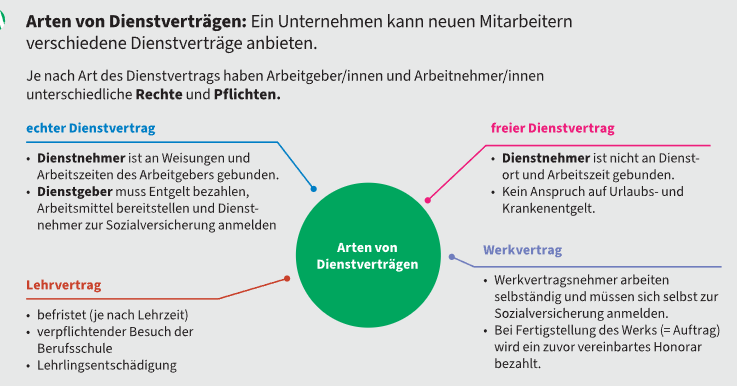 Arten von Dienstverträgen: Ein Unternehmen kann neuen Mitarbeitern
verschiedene Dienstverträge anbieten.
Je nach Art des Dienstvertrags haben Arbeitgeber/innen und Arbeitnehmer/innen
unterschiedliche Rechte und Pflichten.
echter Dienstvertrag
• Dienstnehmer ist an Weisungen und
Arbeitszeiten des Arbeitgebers gebunden.
• Dienstgeber muss Entgelt bezahlen,
Arbeitsmittel bereitstellen und Dienst-
nehmer zur Sozialversicherung anmelden
freier Dienstvertrag
• Dienstnehmer ist nicht an Dienst-
ort und Arbeitszeit gebunden.
• Kein Anspruch auf Urlaubs- und
Krankenentgelt.
Arten von
Dienstverträgen
Lehrvertrag
• befristet (je nach Lehrzeit)
• verpflichtender Besuch der
Berufsschule
• Lehrlingsentschädigung
Werkvertrag
• Werkvertragsnehmer arbeiten
selbständig und müssen sich selbst zur
Sozialversicherung anmelden.
• Bei Fertigstellung des Werks (= Auftrag)
wird ein zuvor vereinbartes Honorar
bezahlt.